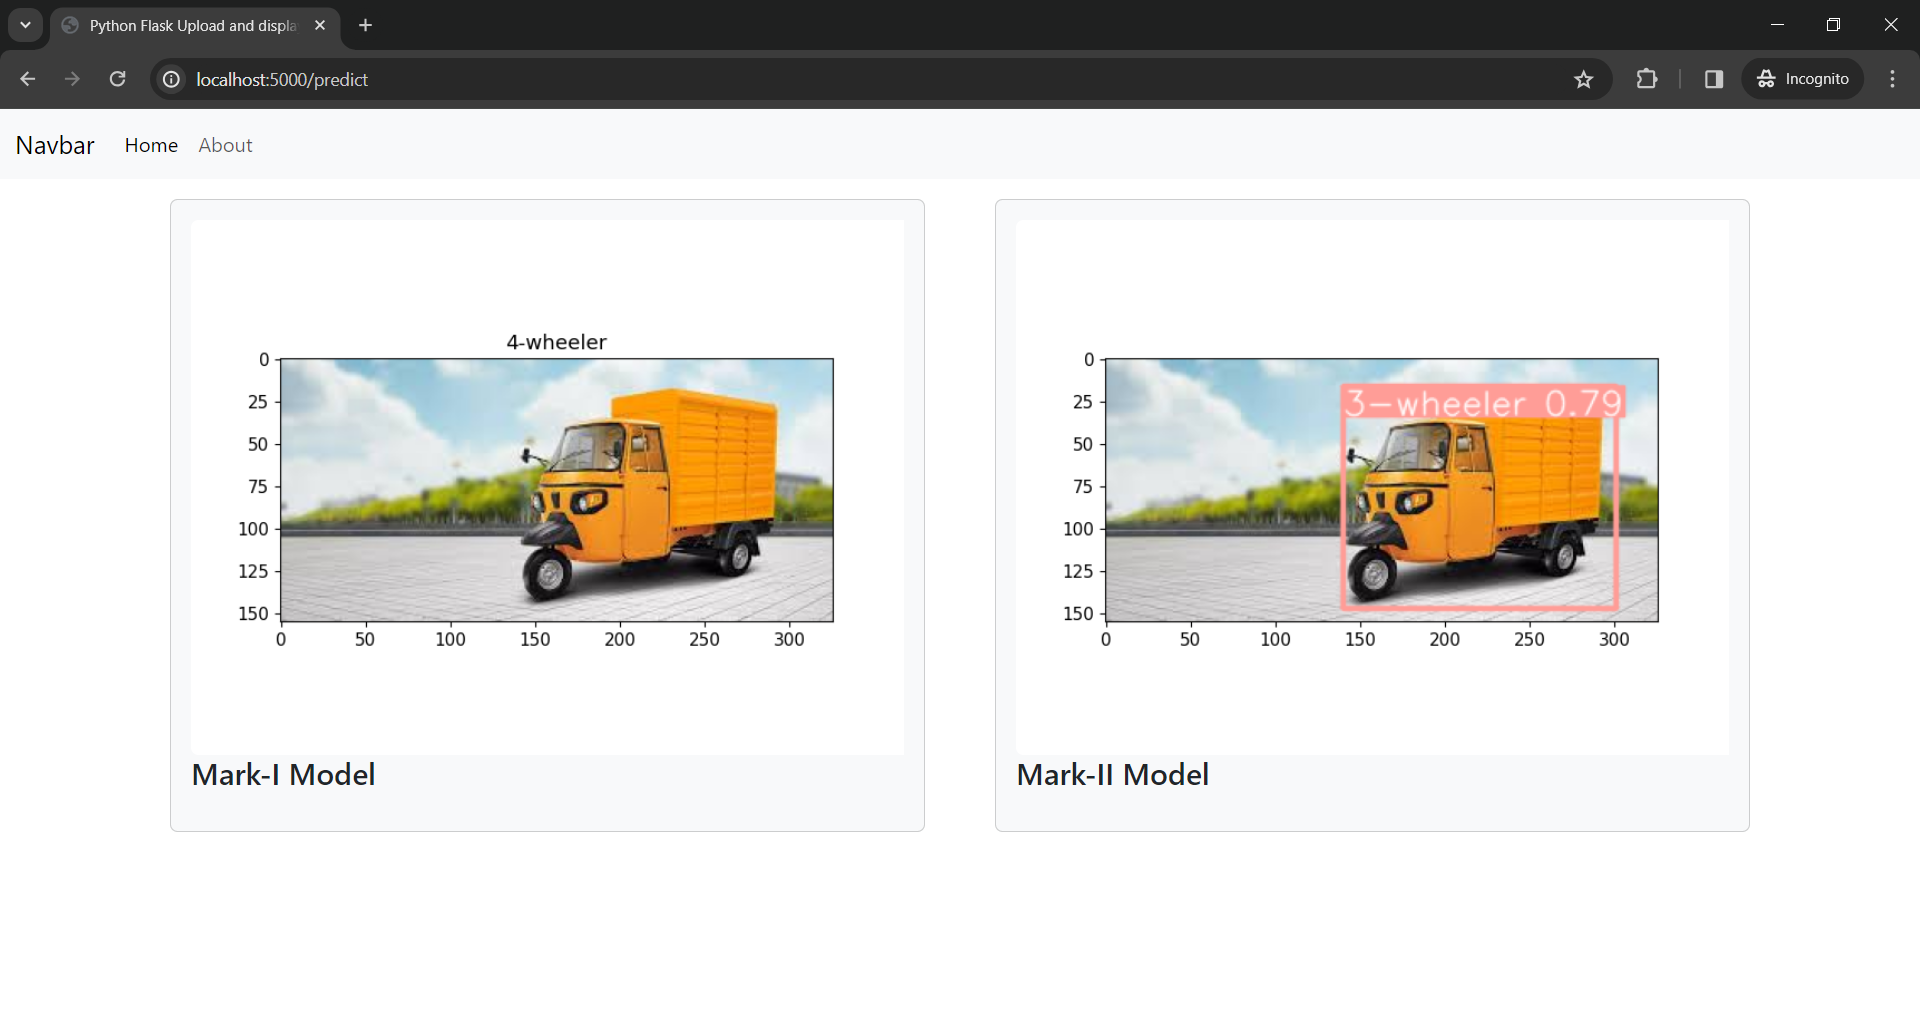 Python Flask Upload and displa
localhost:5000/predict
Incognito
Navbar Home About
4-wheeler
0
25
50
75
100
125
150
0 50 100 150 200 250 300
Mark-I Model
3-wheeler 0.79
0
25
50
75
100
125
150
0 50 100 150 200 250 300
Mark-II Model